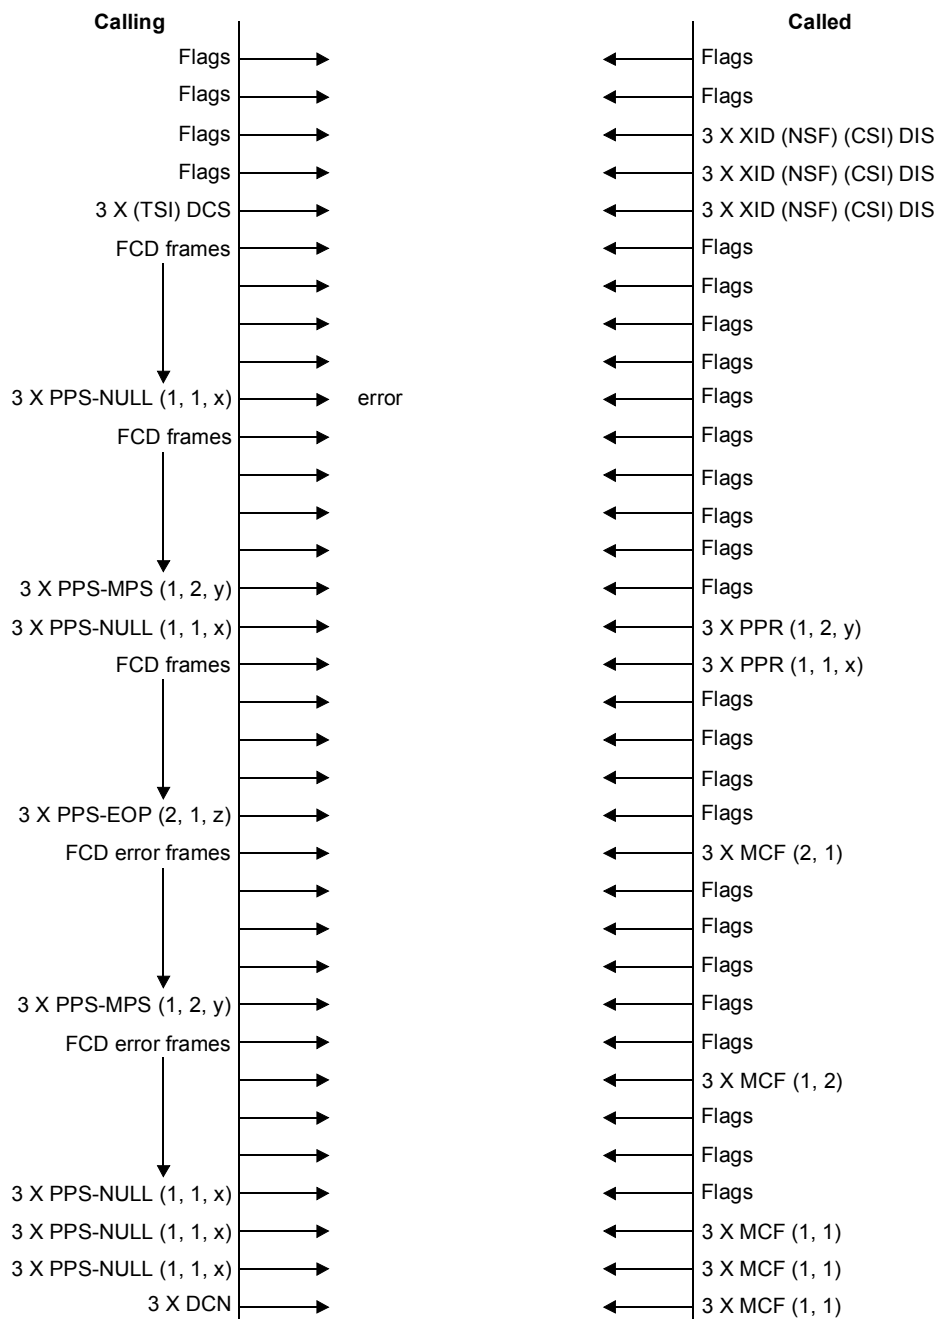 Calling Called
Flags Flags
Flags Flags
Flags 3 X XID (NSF) (CSI) DIS
Flags 3 X XID (NSF) (CSI) DIS
3 X (TSI) DCS 3 X XID (NSF) (CSI) DIS
FCD frames Flags
Flags
Flags
Flags
3 X PPS-NULL (1, 1, x) error Flags
FCD frames Flags
Flags
Flags
Flags
3 X PPS-MPS (1, 2, y) Flags
3 X PPS-NULL (1, 1, x) 3 X PPR (1, 2, y)
FCD frames 3 X PPR (1, 1, x)
Flags
Flags
Flags
3 X PPS-EOP (2, 1, z) Flags
FCD error frames 3 X MCF (2, 1)
Flags
Flags
Flags
3 X PPS-MPS (1, 2, y) Flags
FCD error frames Flags
3 X MCF (1, 2)
Flags
Flags
3 X PPS-NULL (1, 1, x) Flags
3 X PPS-NULL (1, 1, x) 3 X MCF (1, 1)
3 X PPS-NULL (1, 1, x) 3 X MCF (1, 1)
3 X DCN 3 X MCF (1, 1)